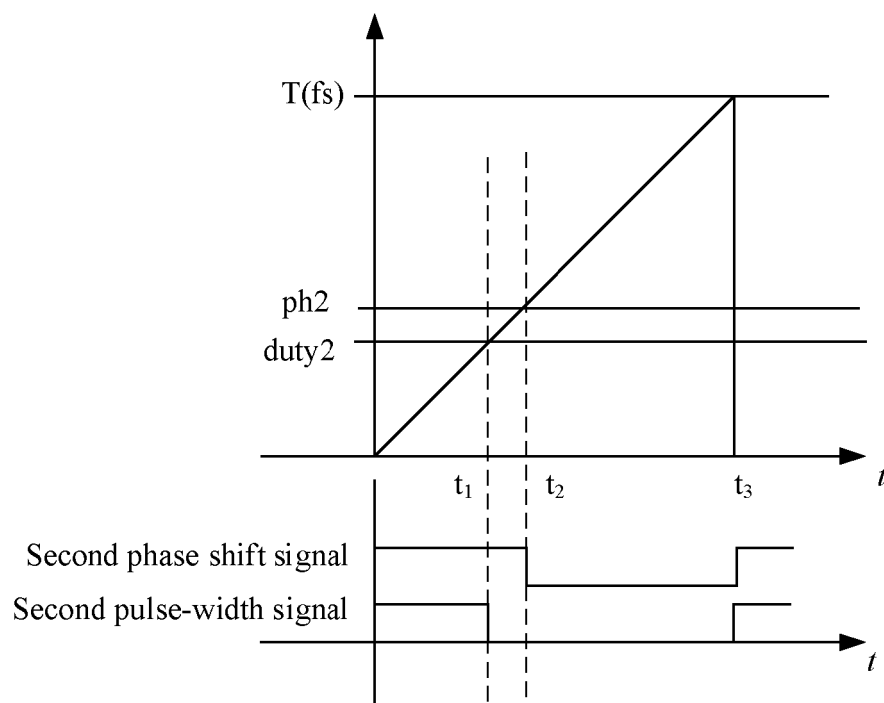 T(fs)
ph2
duty2
t₁
t₂
t₃
t
Second phase shift signal
Second pulse-width signal
t